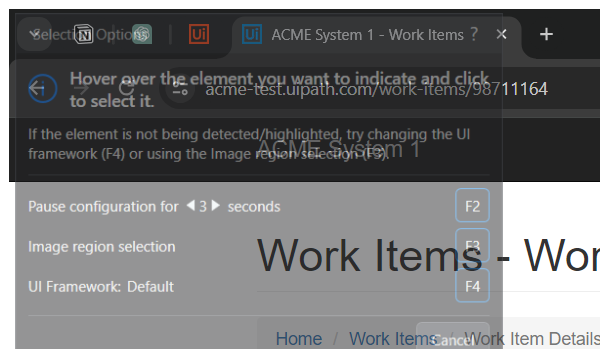 Selection Options
ACME System 1 - Work Items ? × +
Hover over the element you want to indicate and click
to select it.
acme-test.uipath.com/work-items/98711164
If the element is not being detected/highlighted, try changing the UI
framework (F4) or using the Image region selection (F3).
ACME System 1
Pause configuration for 3 seconds F2
Image region selection F3
Work Items - Wor
UI Framework: Default F4
Home / Work Items / Work Item Details
Cancel